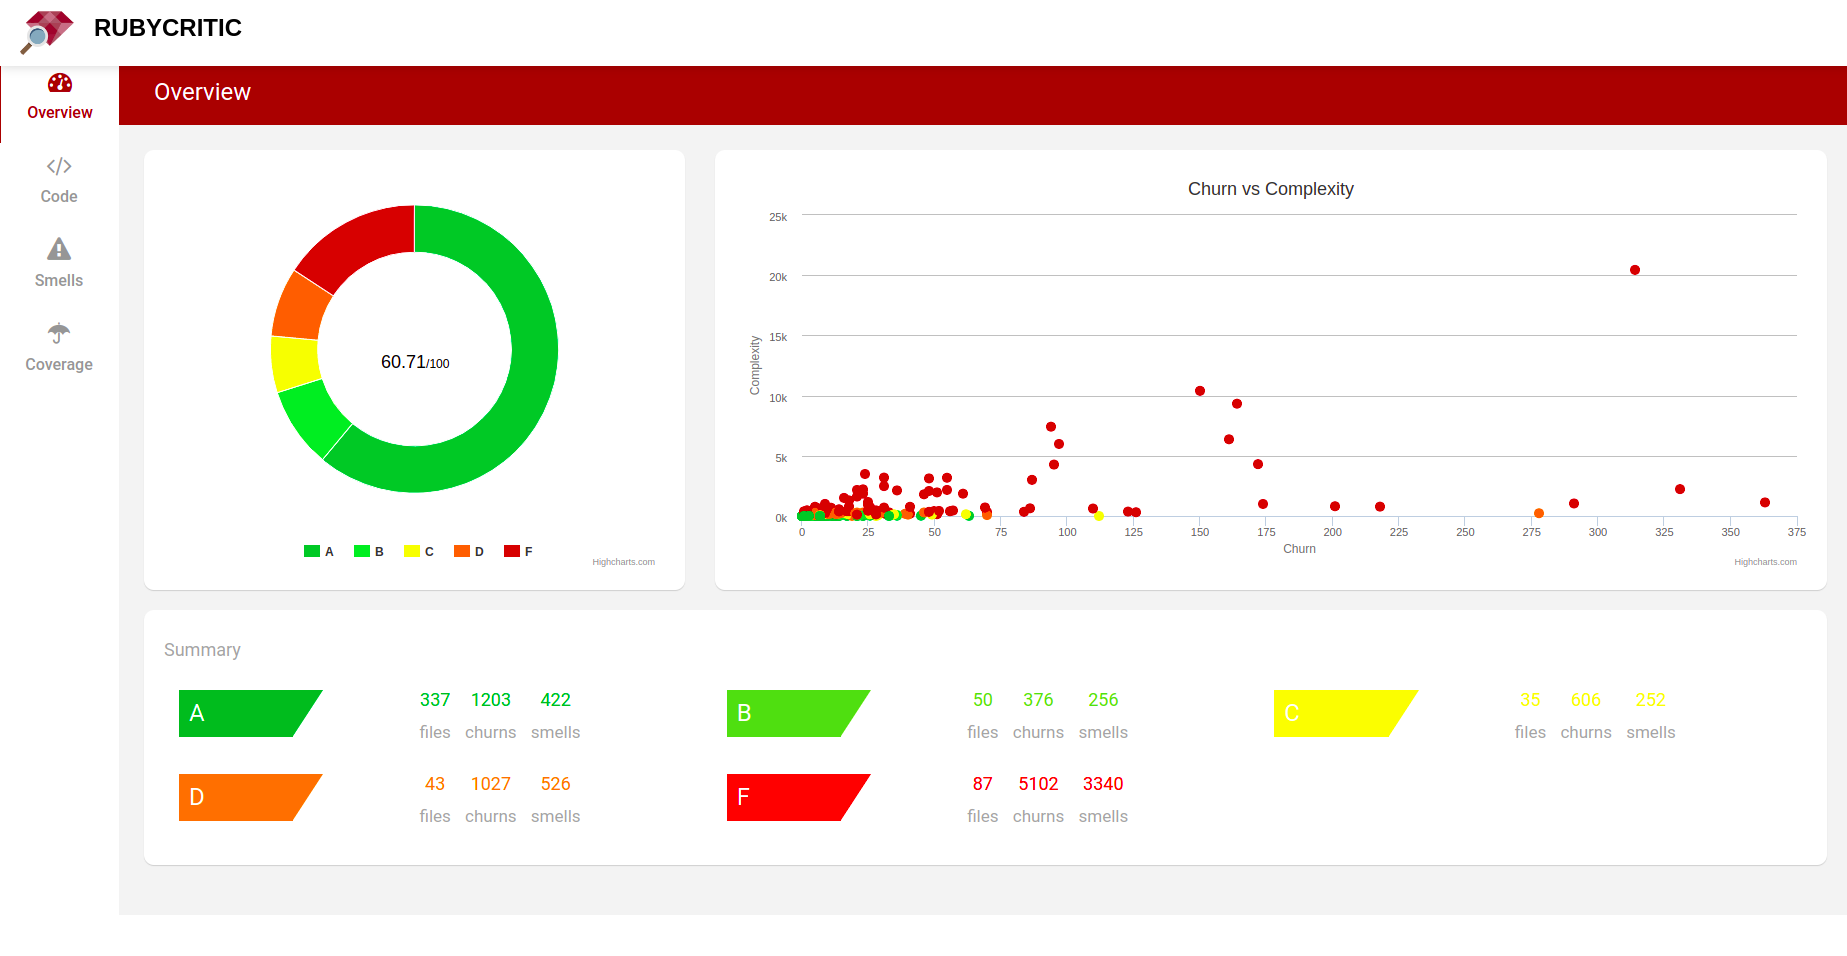 RUBYCRITIC
Overview
Code
Smells
Coverage
Overview
60.71/100
A B C D F
Highcharts.com
Churn vs Complexity
Complexity
25k
20k
15k
10k
5k
0k
0 25 50 75 100 125 150 175 200 225 250 275 300 325 350 375
Churn
Highcharts.com
Summary
A 337 1203 422
files churns smells
B 50 376 256
files churns smells
C 35 606 252
files churns smells
D 43 1027 526
files churns smells
F 87 5102 3340
files churns smells